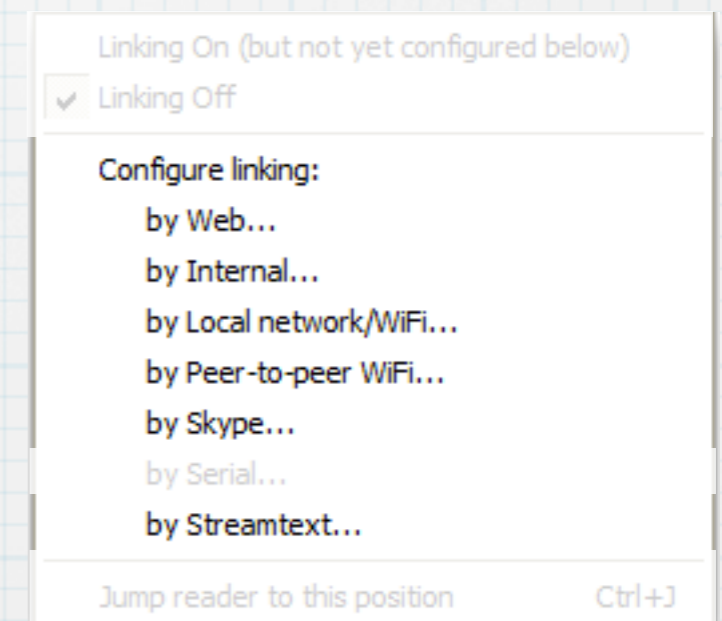 Linking On (but not yet configured below)
Linking Off
Configure linking:
by Web...
by Internal...
by Local network/WiFi...
by Peer-to-peer WiFi...
by Skype...
by Serial...
by Streamtext...
Jump reader to this position Ctrl+J